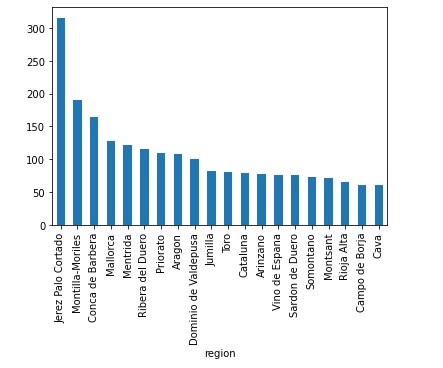 300
250
200
150
100
50
0
Jerez Palo Cortado
Montilla-Moriles
Conca de Barbera
Mallorca
Mentrida
Ribera del Duero
Priorato
Aragon
Dominio de Valdepusa
Jumilla
Toro
Cataluna
Arinzano
Vino de Espana
Sardon de Duero
Somontano
Montsant
Rioja Alta
Campo de Borja
Cava
region